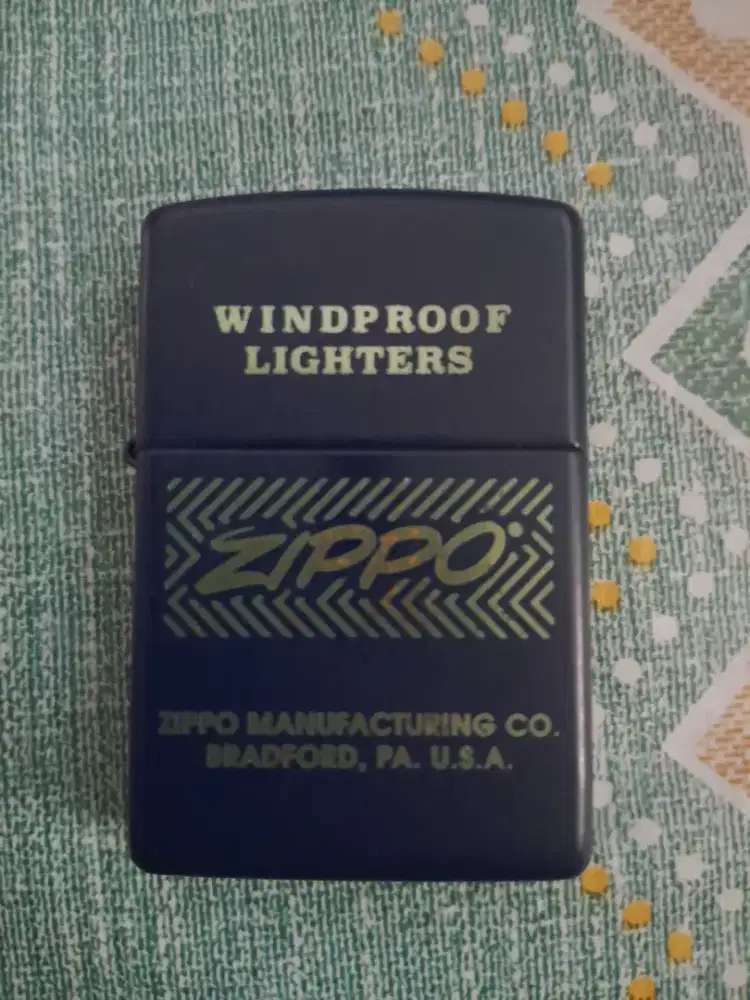 WINDPROOF
LIGHTERS
ZIPPO
ZIPPO MANUFACTURING CO.
BRADFORD, PA. U.S.A.